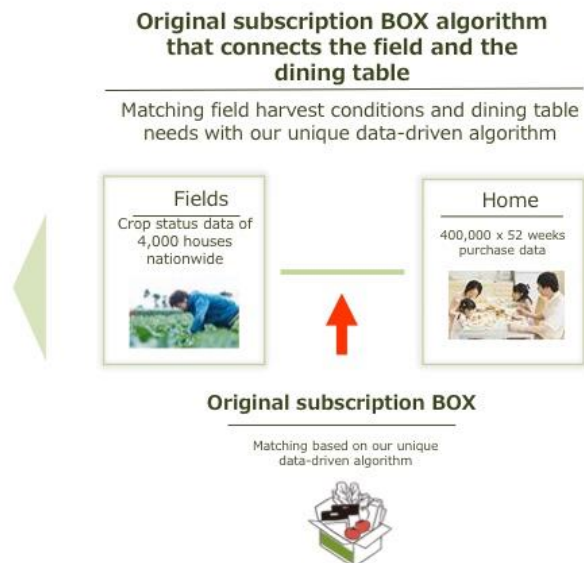 Original subscription BOX algorithm
that connects the field and the
dining table
Matching field harvest conditions and dining table
needs with our unique data-driven algorithm
Fields
Crop status data of
4,000 houses
nationwide
Home
400,000 x 52 weeks
purchase data
Original subscription BOX
Matching based on our unique
data-driven algorithm